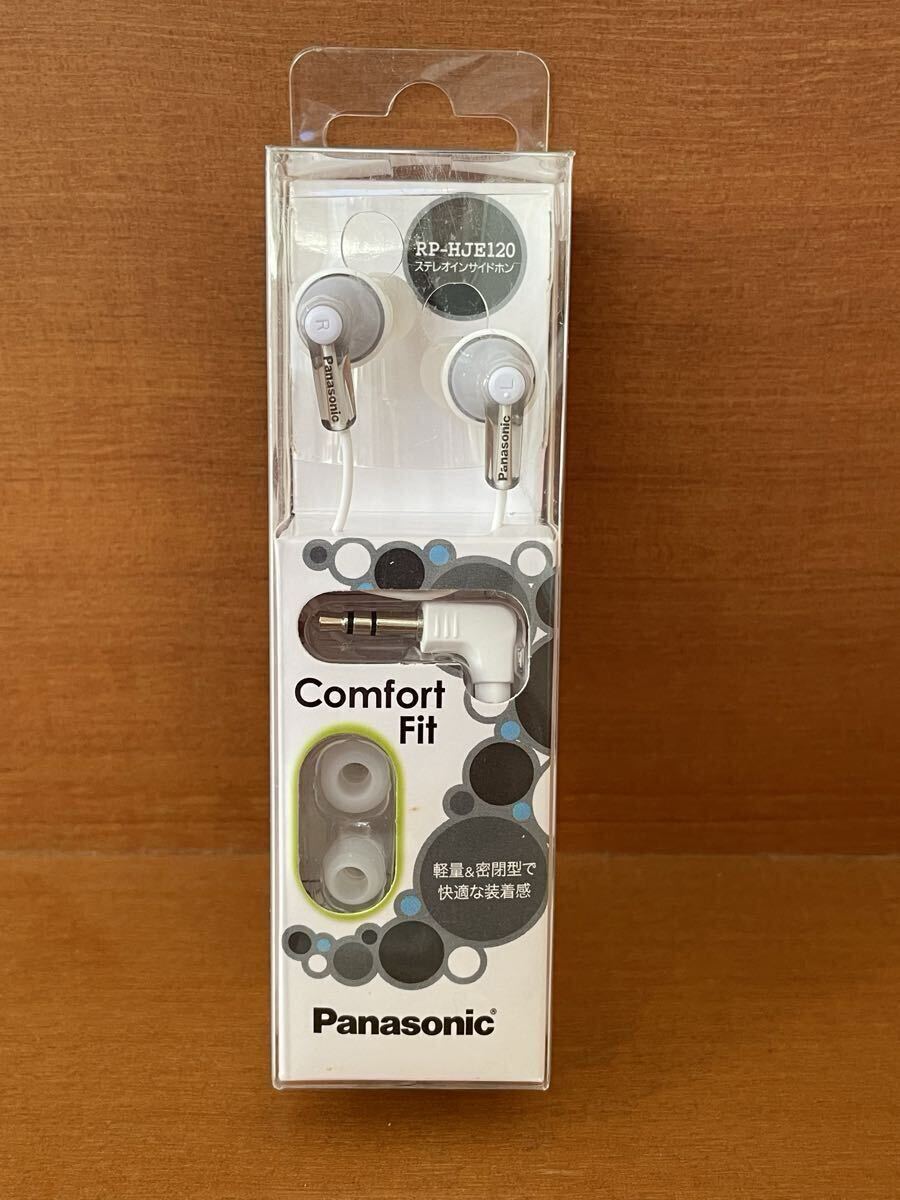 RP-HJE120
ステレオインサイドホン
R
Panasonic
L
Panasonic
Comfort
Fit
軽量&密閉型で
快適な装着感
Panasonic®